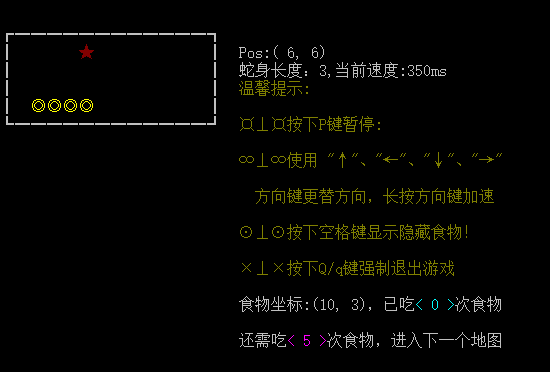 Pos:( 6, 6)
蛇身长度: 3,当前速度:350ms
温馨提示:
¤⊥¤按下P键暂停:
∞⊥∞使用 "↑"、"←"、"↓"、"→"
方向键更替方向, 长按方向键加速
⊙⊥⊙按下空格键显示隐藏食物!
×⊥×按下Q/q键强制退出游戏
食物坐标:(10, 3), 已吃< 0 >次食物
还需吃< 5 >次食物, 进入下一个地图